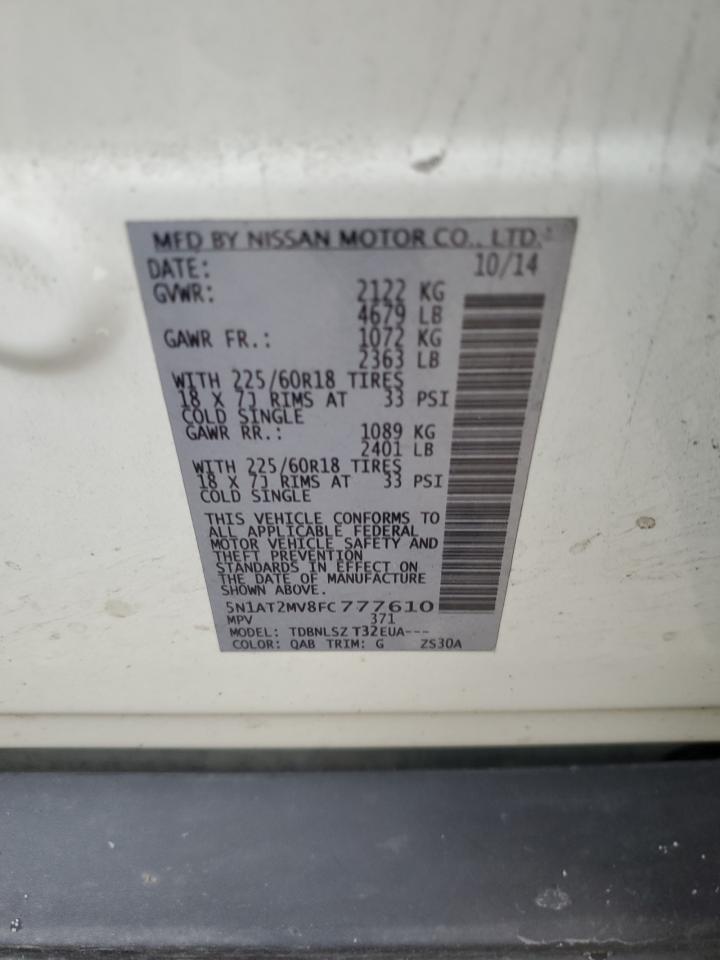 MFD BY NISSAN MOTOR CO., LTD.
DATE: 10/14
GVWR: 2122 KG
4679 LB
GAWR FR.: 1072 KG
2363 LB
WITH 225/60R18 TIRES
18 X 7J RIMS AT 33 PSI
COLD SINGLE
GAWR RR.: 1089 KG
2401 LB
WITH 225/60R18 TIRES
18 X 7J RIMS AT 33 PSI
COLD SINGLE
THIS VEHICLE CONFORMS TO
ALL APPLICABLE FEDERAL
MOTOR VEHICLE SAFETY AND
THEFT PREVENTION
STANDARDS IN EFFECT ON
THE DATE OF MANUFACTURE
SHOWN ABOVE.
5N1AT2MV8FC777610
MPV 371
MODEL: TDBNLSZ T32EUA---
COLOR: QAB TRIM: G ZS30A